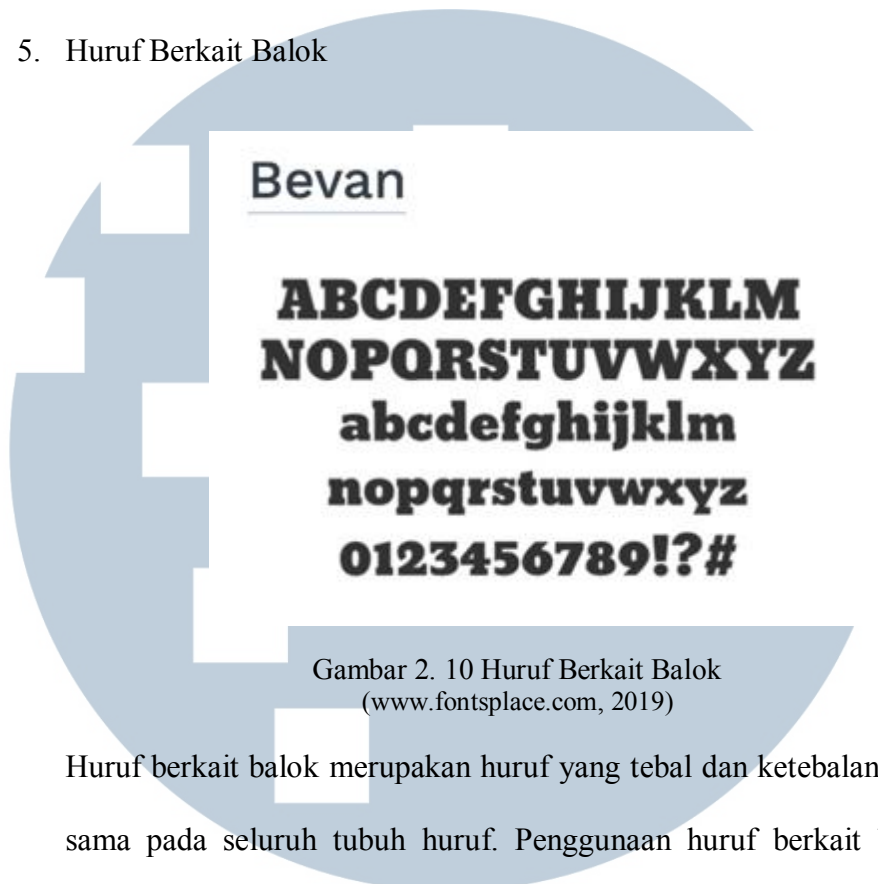 5. Huruf Berkait Balok
Bevan
ABCDEFGHIJKLM
NOPQRSTUVWXYZ
abcdefghijklm
nopqrstuvwxyz
0123456789!?#
Gambar 2. 10 Huruf Berkait Balok
(www.fontsplace.com, 2019)
Huruf berkait balok merupakan huruf yang tebal dan ketebalan
sama pada seluruh tubuh huruf. Penggunaan huruf berkait